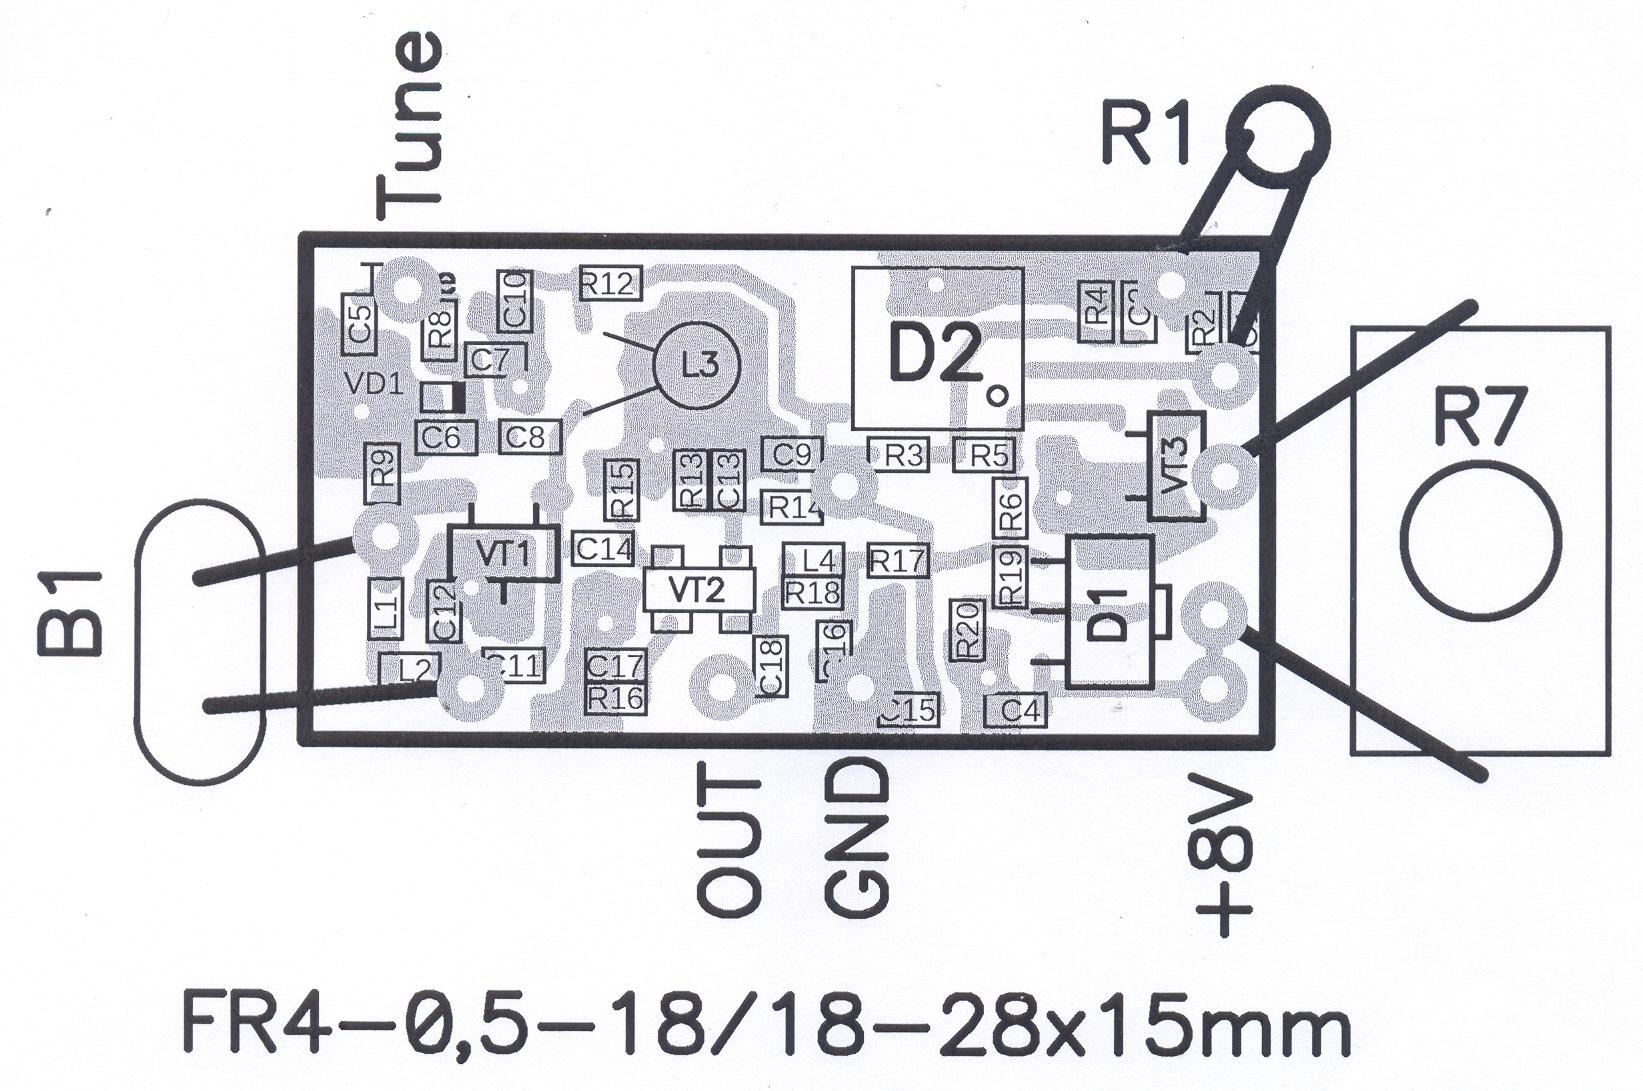 Tune
R1
C5
R8
C10
R12
C7
L3
D2
R4
R2
VD1
C6
C8
R7
R9
R15
R13
C13
C9
R3
R5
VT3
R14
R6
B1
VT1
C14
L4
R17
R19
VT2
R18
D1
L1
C12
R20
L2
C11
C17
C18
C16
R16
C15
C4
OUT
GND
+8V
FR4-0,5-18/18-28x15mm